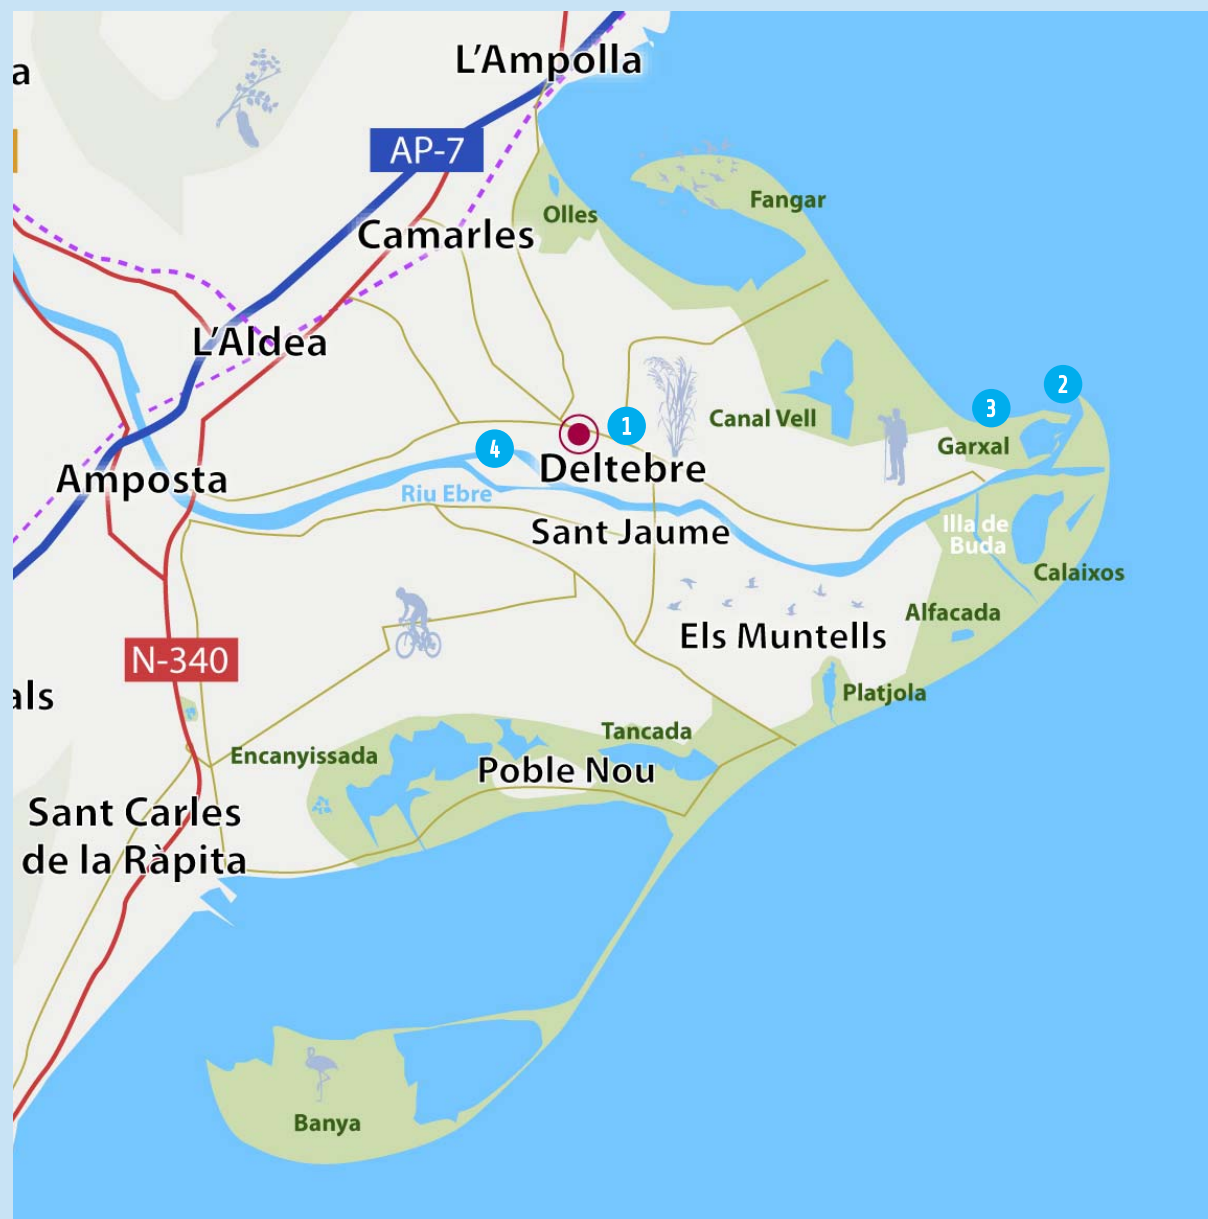 L'Ampolla
a
AP-7
Fangar
Olles
Camarles
L'Aldea
2
3
1
Canal Vell
4
Garxal
Deltebre
Amposta
Riu Ebre
Sant Jaume
Illa de
Buda
Calaixos
Alfacada
Els Muntells
N-340
als
Platjola
Tancada
Encanyissada
Poble Nou
Sant Carles
de la Ràpita
Banya